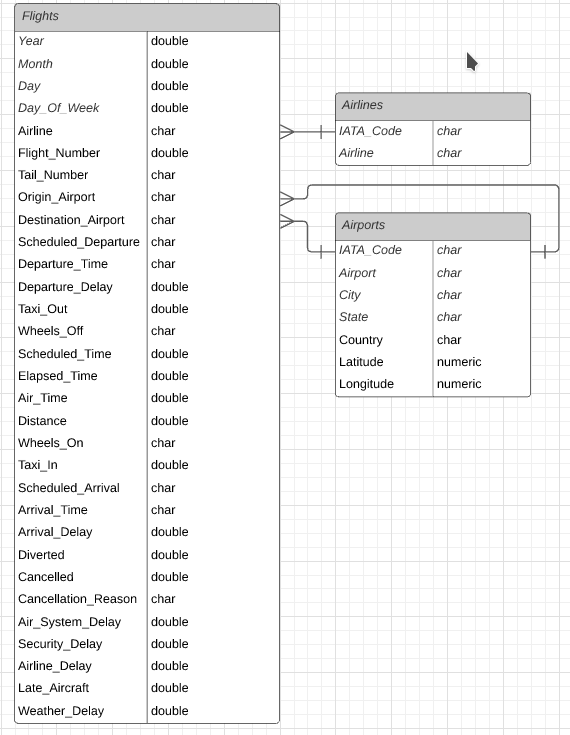 Flights
Year double
Month double
Day double
Day_Of_Week double
Airline char
Flight_Number double
Tail_Number char
Origin_Airport char
Destination_Airport char
Scheduled_Departure char
Departure_Time char
Departure_Delay double
Taxi_Out double
Wheels_Off char
Scheduled_Time double
Elapsed_Time double
Air_Time double
Distance double
Wheels_On char
Taxi_In double
Scheduled_Arrival char
Arrival_Time char
Arrival_Delay double
Diverted double
Cancelled double
Cancellation_Reason char
Air_System_Delay double
Security_Delay double
Airline_Delay double
Late_Aircraft double
Weather_Delay double
Airlines
IATA_Code char
Airline char
Airports
IATA_Code char
Airport char
City char
State char
Country char
Latitude numeric
Longitude numeric